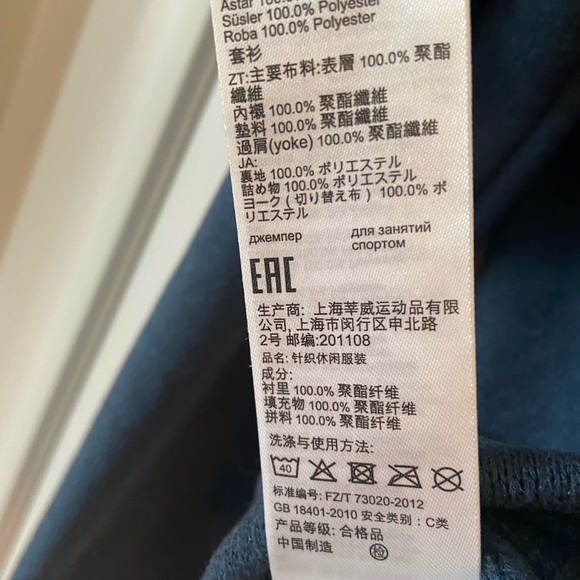 Astar 100.0% Polyester
Süsler 100.0% Polyester
Roba 100.0% Polyester
套衫
ZT:主要布料:表層 100.0% 聚酯
纖維
內襯 100.0% 聚酯纖維
墊料 100.0% 聚酯纖維
過肩(yoke) 100.0% 聚酯纖維
JA:
裏地 100.0% ポリエステル
詰め物 100.0% ポリエステル
ヨーク（切り替え布）100.0% ポ
リエステル
джемпер для занятий
спортом
EAC
生产商: 上海莘威运动品有限
公司, 上海市闵行区申北路
2号 邮编:201108
品名: 针织休闲服装
成分:
衬里 100.0% 聚酯纤维
填充物 100.0% 聚酯纤维
拼料 100.0% 聚酯纤维
洗涤与使用方法:
40
标准编号: FZ/T 73020-2012
GB 18401-2010 安全类别：C类
产品等级: 合格品
中国制造 检